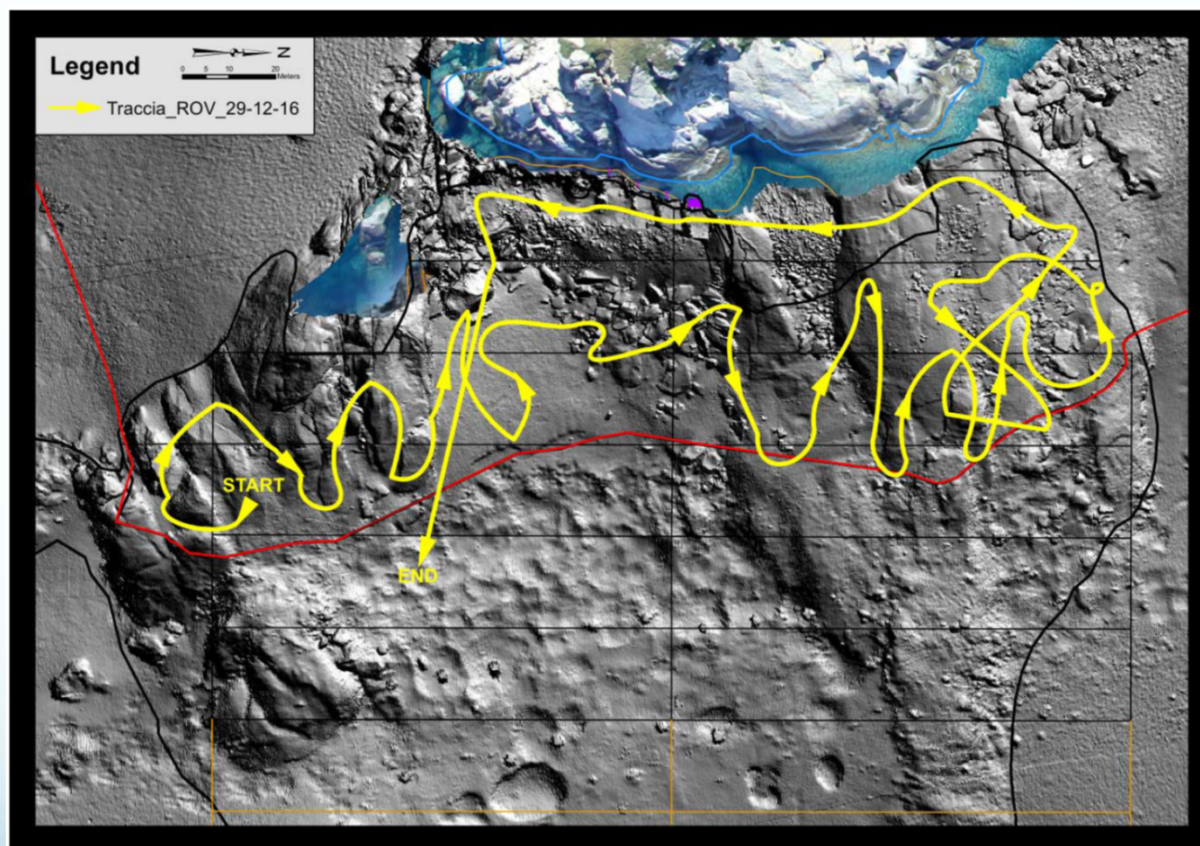 Legend
N
0 5 10 20
Meters
Traccia_ROV_29-12-16
START
END